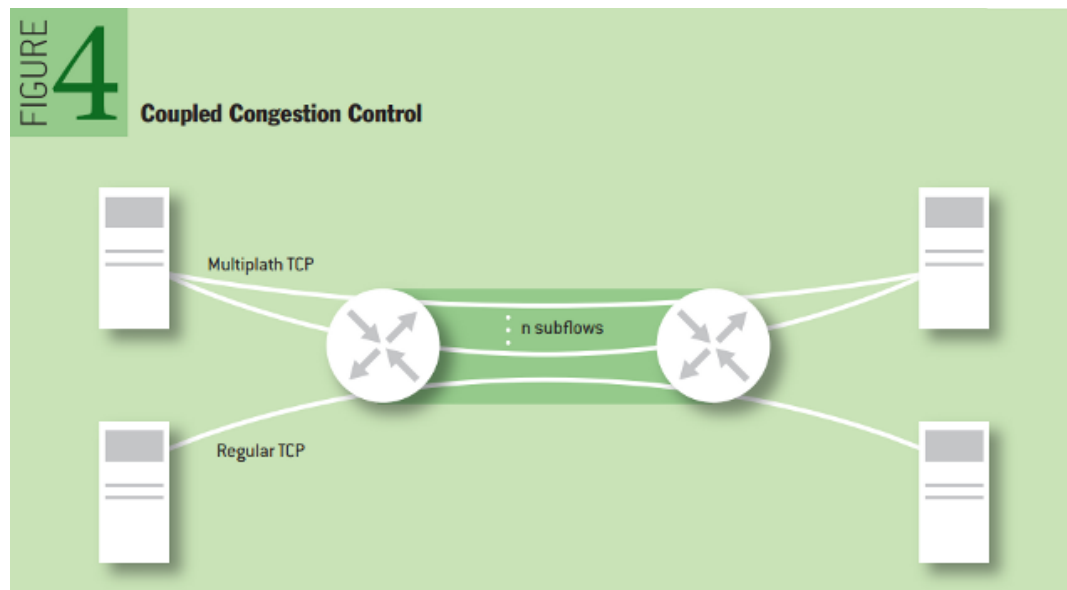 FIGURE 4
Coupled Congestion Control
Multiplath TCP
n subflows
Regular TCP